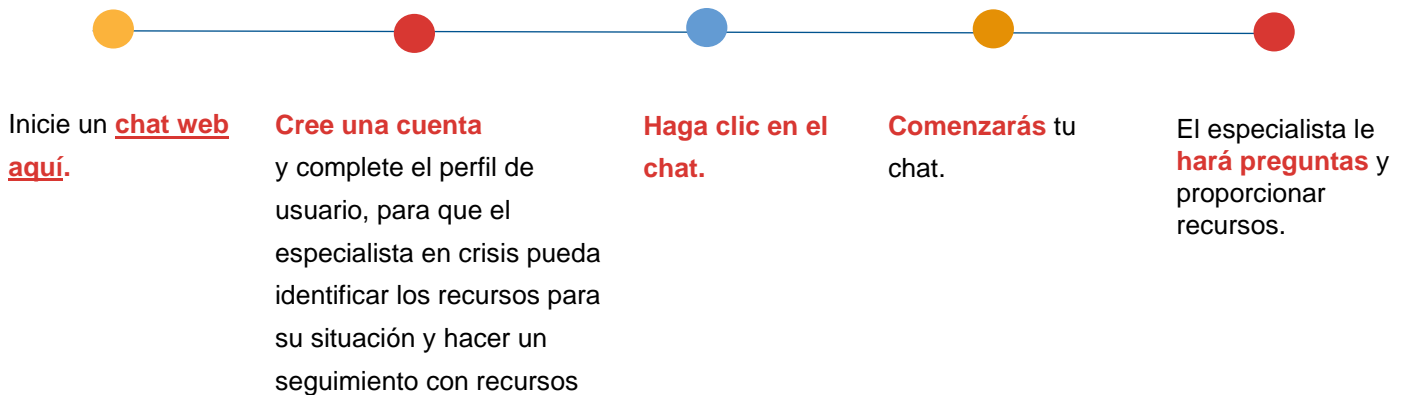 Inicie un chat web
aquí.
Cree una cuenta
y complete el perfil de
usuario, para que el
especialista en crisis pueda
identificar los recursos para
su situación y hacer un
seguimiento con recursos
Haga clic en el
chat.
Comenzarás tu
chat.
El especialista le
hará preguntas y
proporcionar
recursos.